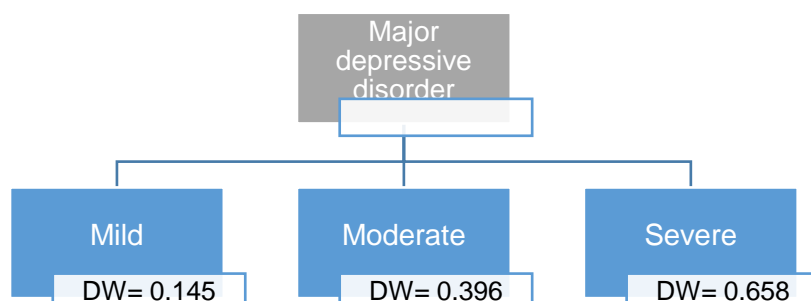 Major
depressive
disorder
Mild
Moderate
Severe
DW= 0.145
DW= 0.396
DW= 0.658